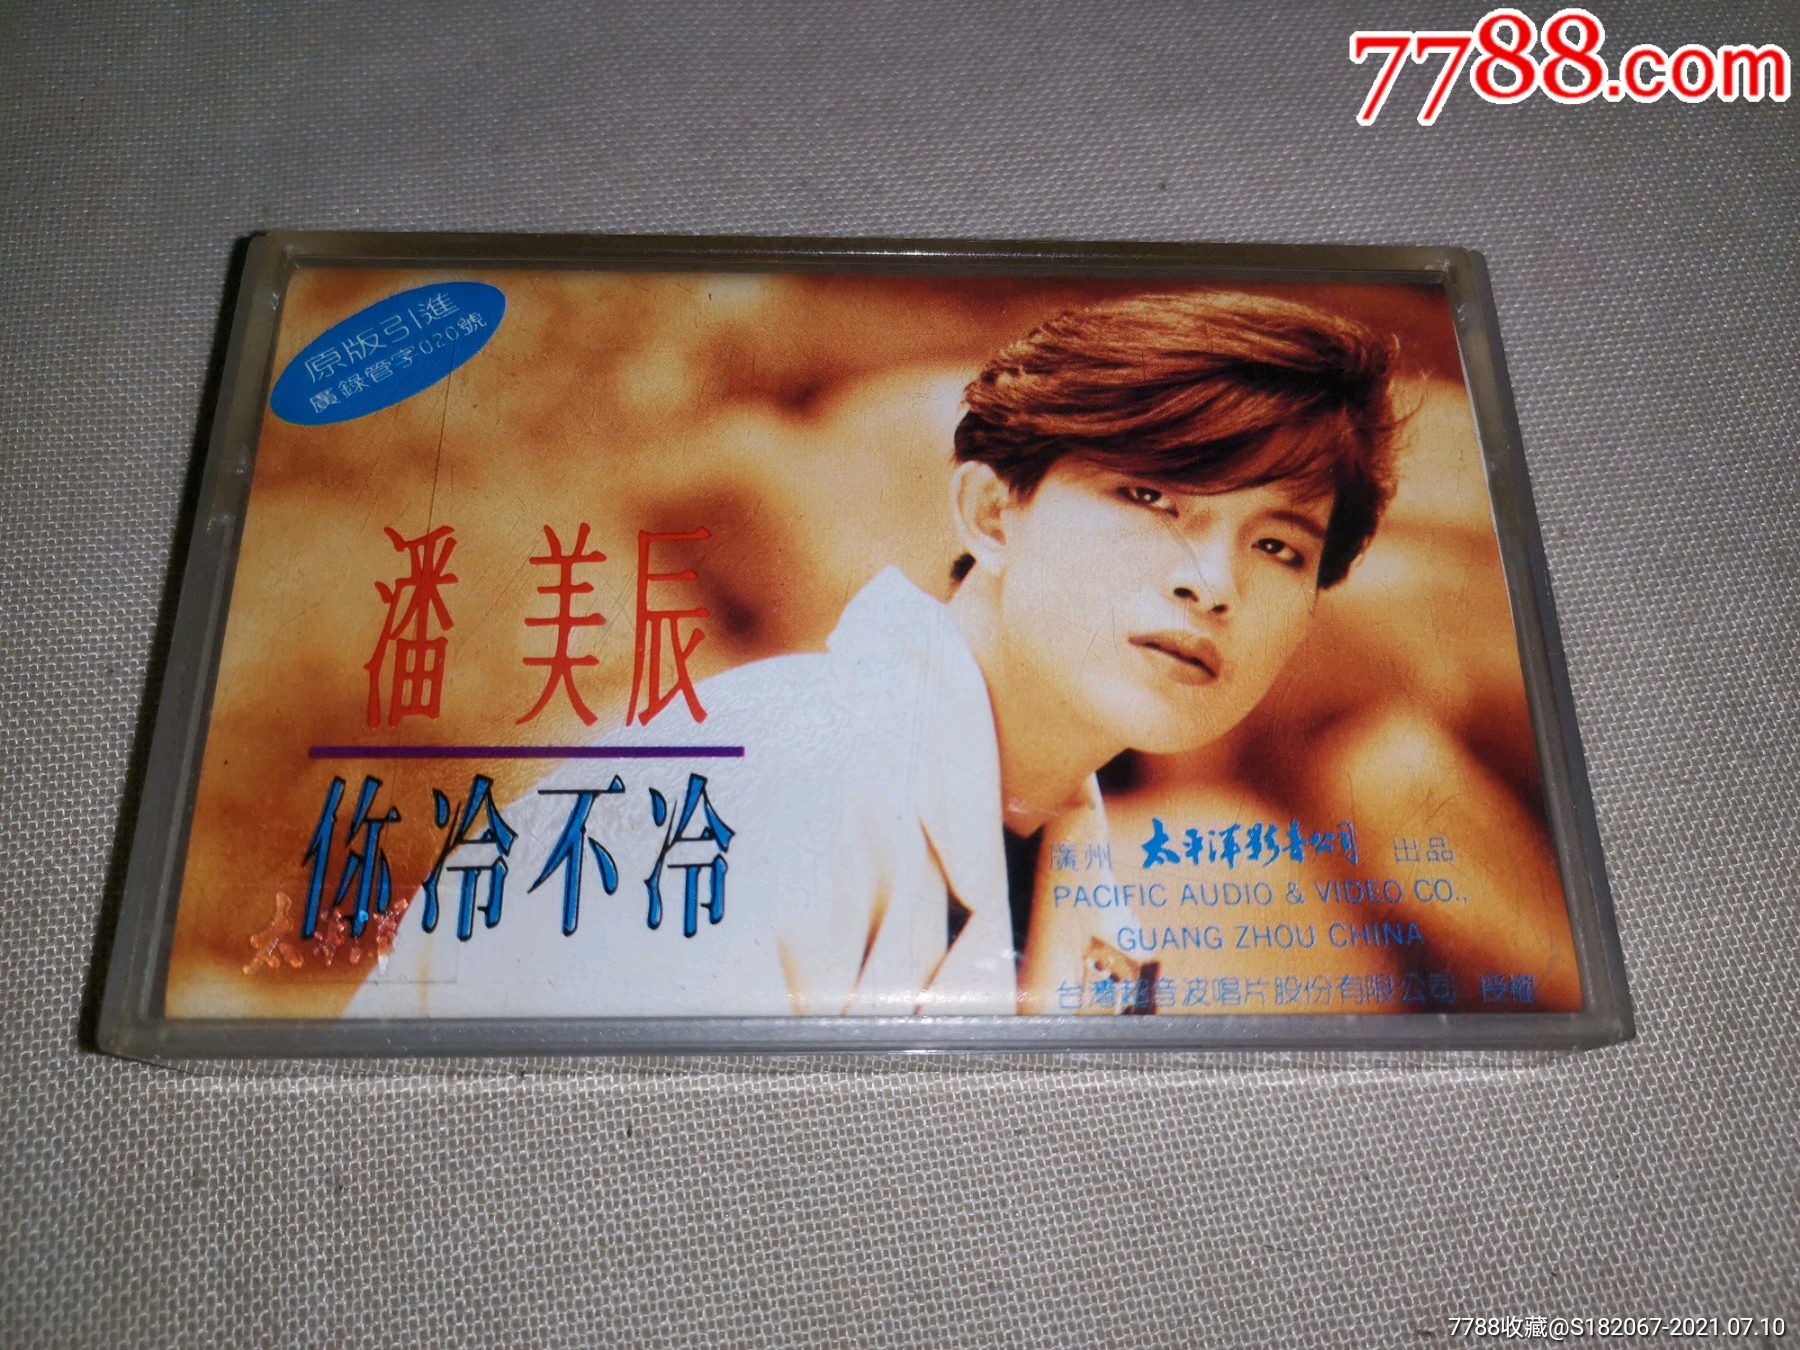 7788.com
原版引進
廣錄管字020號
潘美辰
你冷不冷
廣州 太平洋影音公司 出品
PACIFIC AUDIO & VIDEO CO.,
GUANG ZHOU CHINA
台灣超音波唱片股份有限公司 授權
7788收藏@S182067-2021.07.10